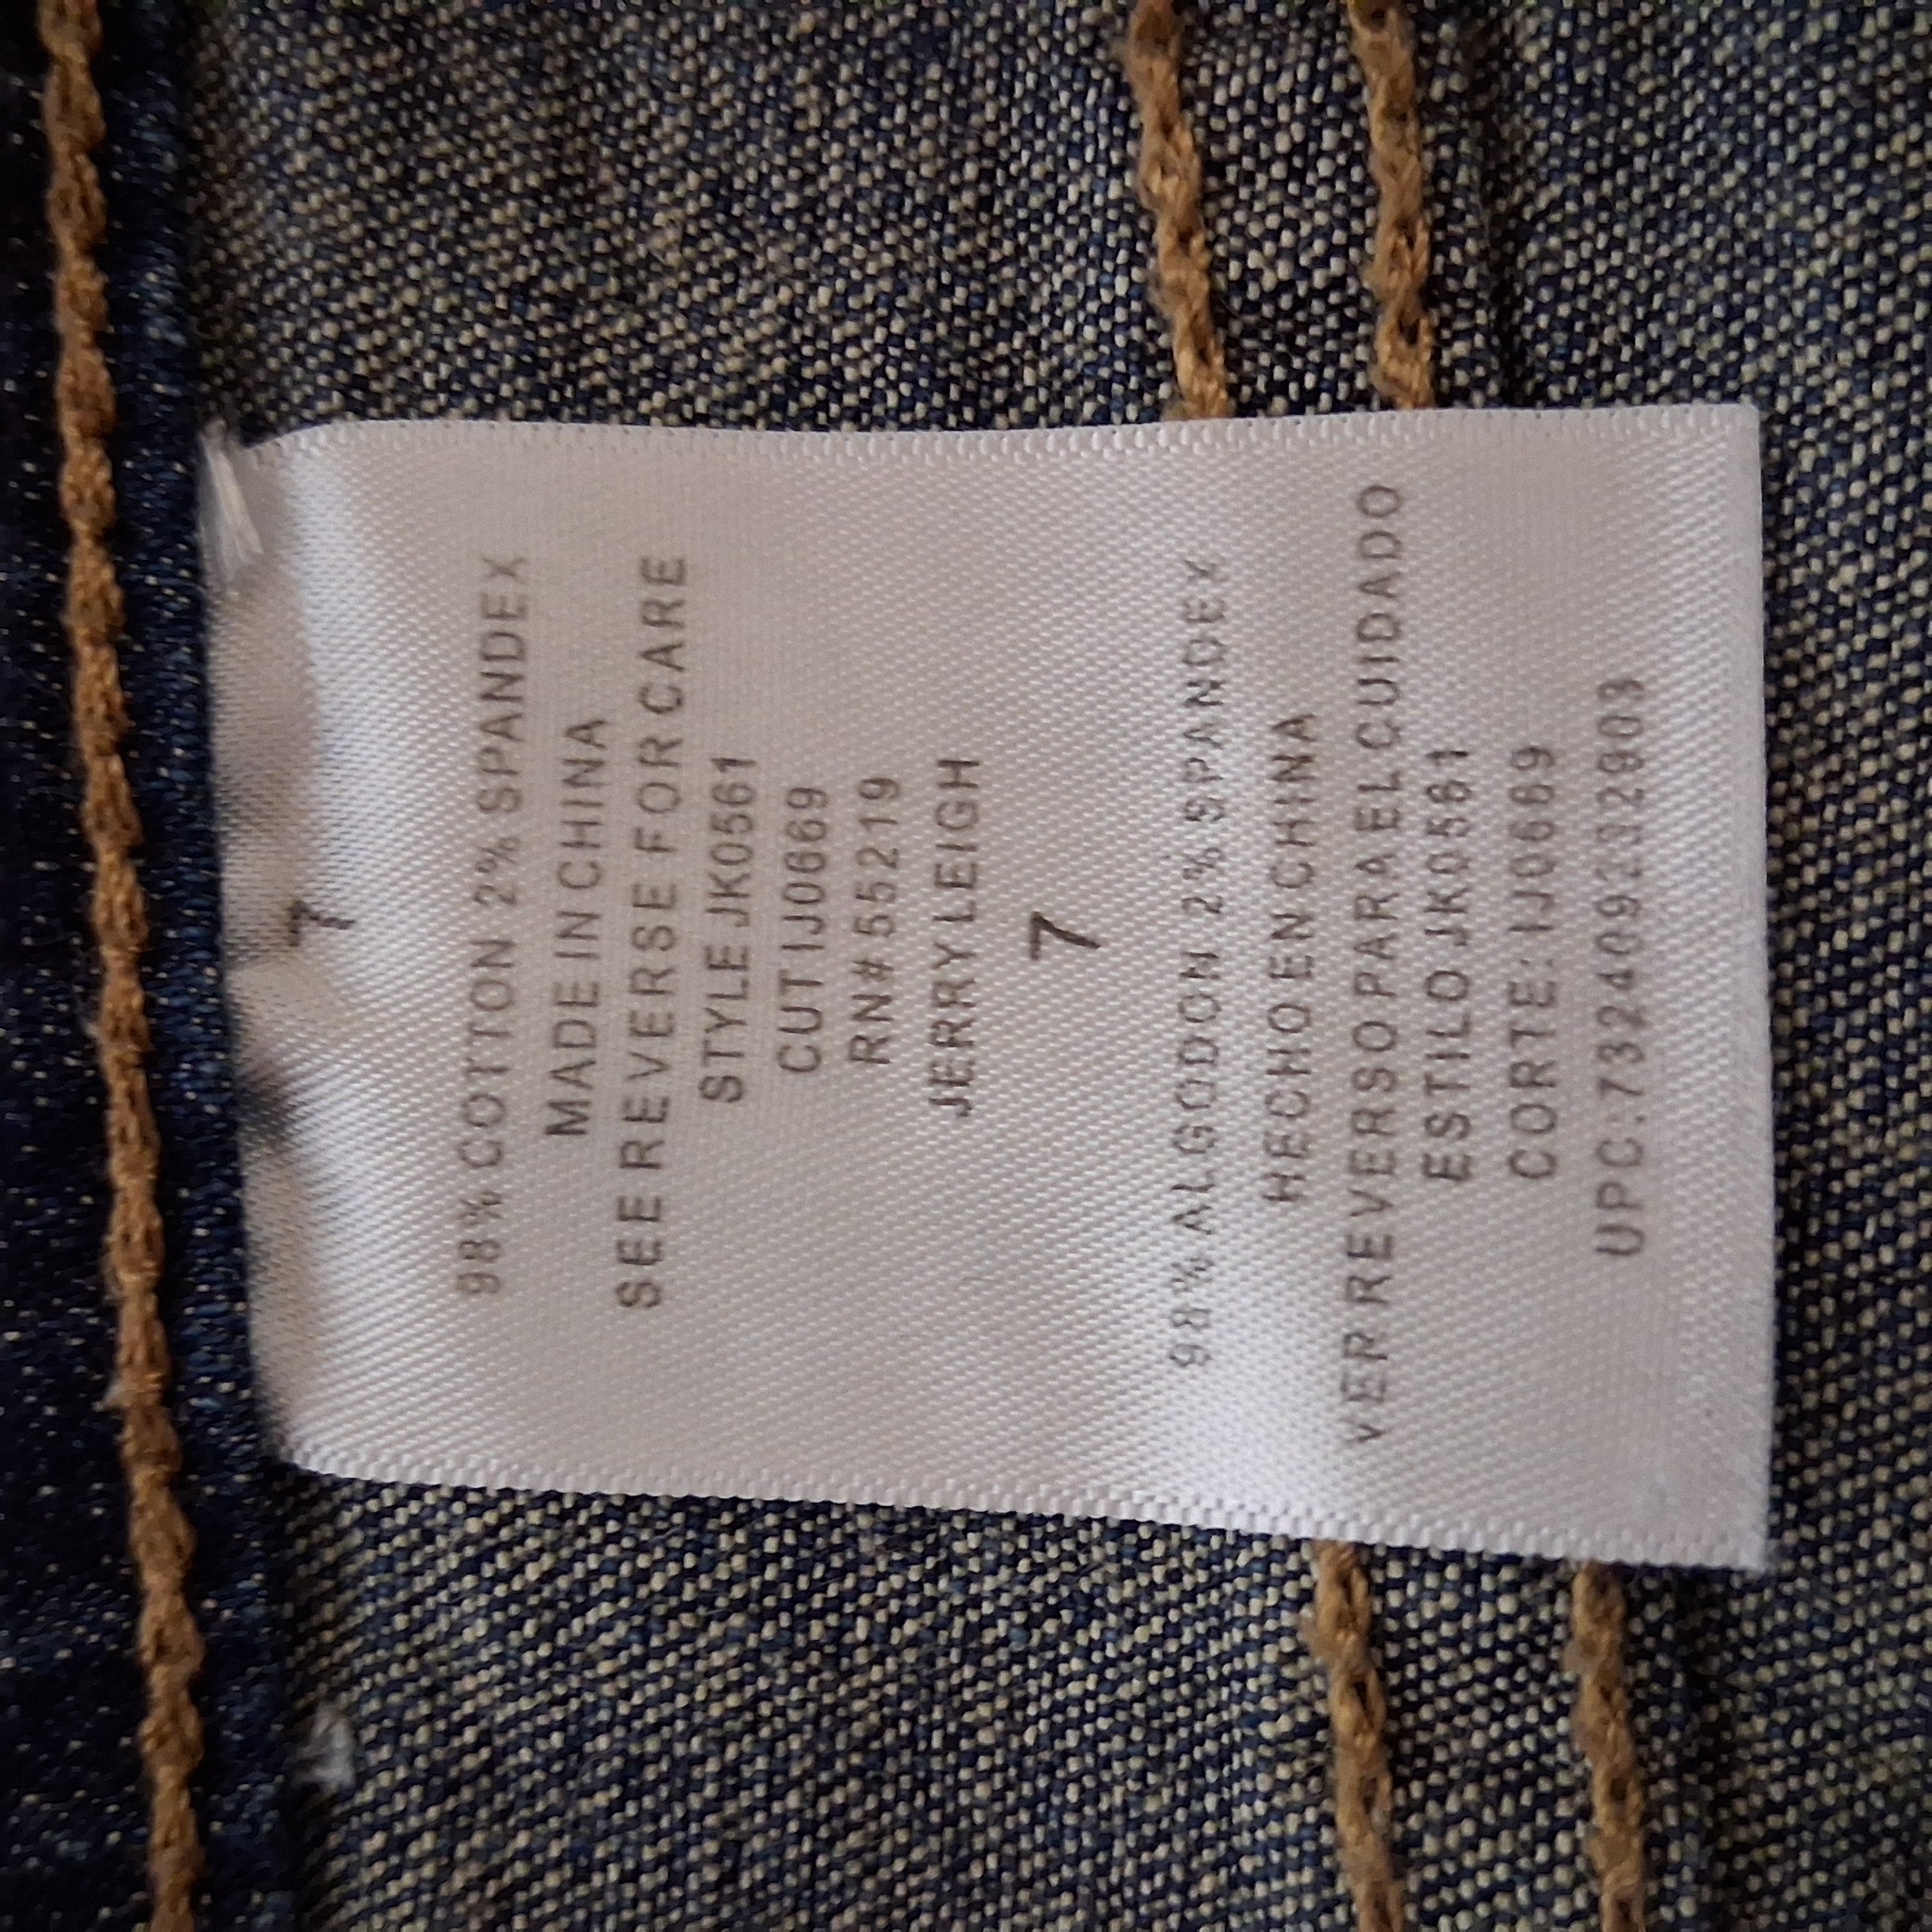 7
98% COTTON 2% SPANDEX
MADE IN CHINA
SEE REVERSE FOR CARE
STYLE JK0561
CUT IJ0669
RN# 55219
JERRY LEIGH
7
98% ALGODON 2% SPANDEX
HECHO EN CHINA
VER REVERSO PARA EL CUIDADO
ESTILO JK0561
CORTE: IJ0669
UPC: